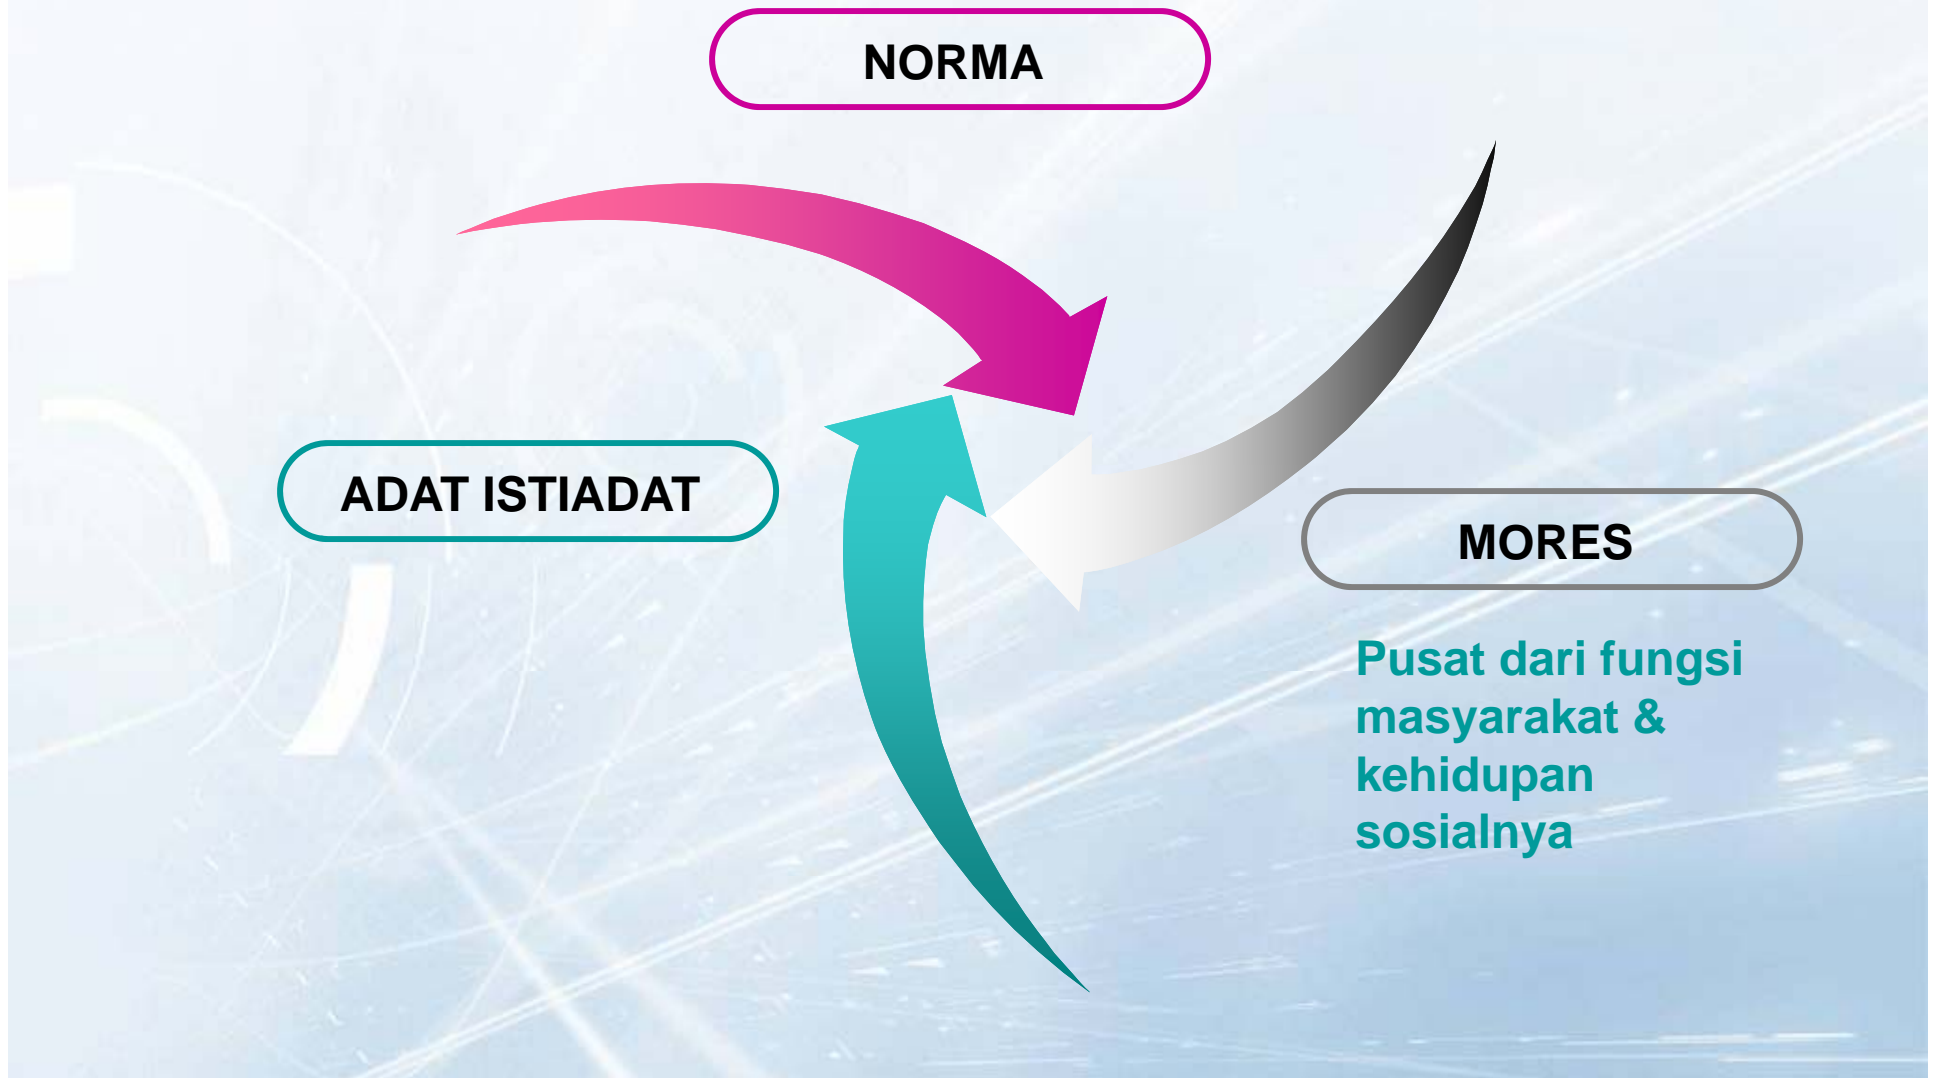 NORMA
ADAT ISTIADAT
MORES
Pusat dari fungsi
masyarakat &
kehidupan
sosialnya